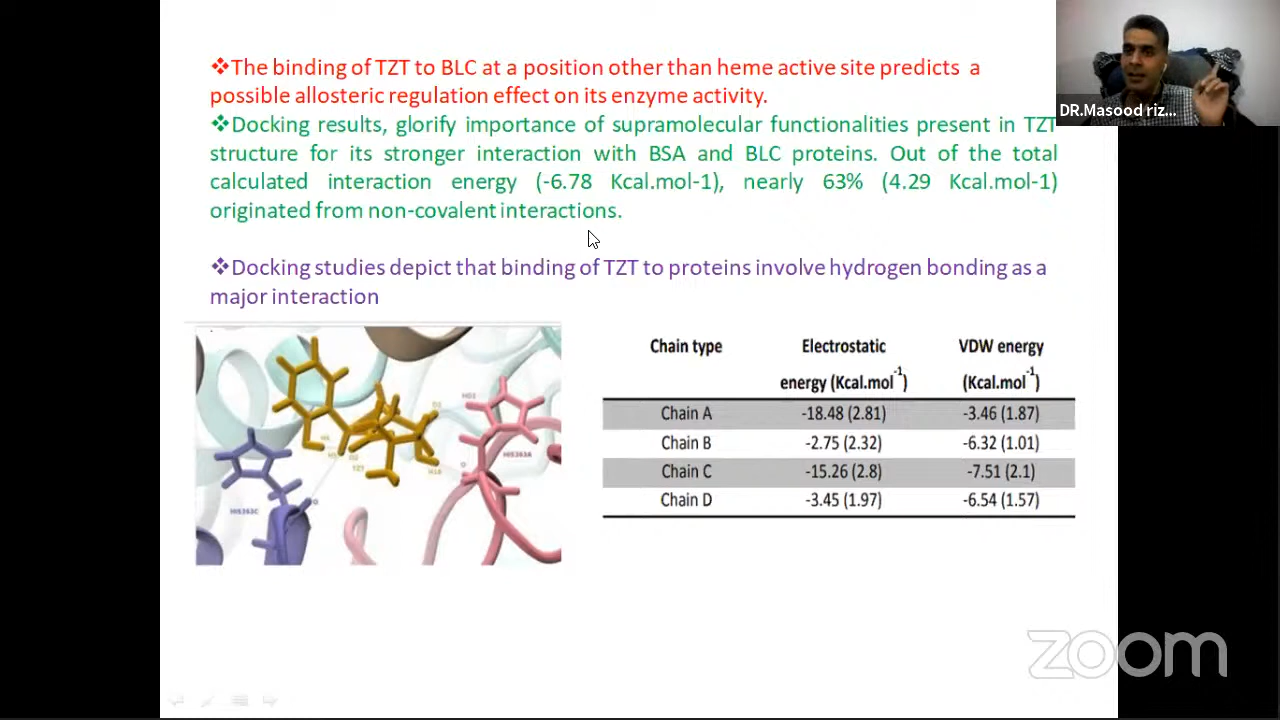 ❖The binding of TZT to BLC at a position other than heme active site predicts a
possible allosteric regulation effect on its enzyme activity.
❖Docking results, glorify importance of supramolecular functionalities present in TZT
structure for its stronger interaction with BSA and BLC proteins. Out of the total
calculated interaction energy (-6.78 Kcal.mol-1), nearly 63% (4.29 Kcal.mol-1)
originated from non-covalent interactions.
❖Docking studies depict that binding of TZT to proteins involve hydrogen bonding as a
major interaction
DR.Masood riz...
HIS363A
HIS363C
TZT
Chain type Electrostatic VDW energy
energy (Kcal.mol-1) (Kcal.mol-1)
Chain A -18.48 (2.81) -3.46 (1.87)
Chain B -2.75 (2.32) -6.32 (1.01)
Chain C -15.26 (2.8) -7.51 (2.1)
Chain D -3.45 (1.97) -6.54 (1.57)
zoom